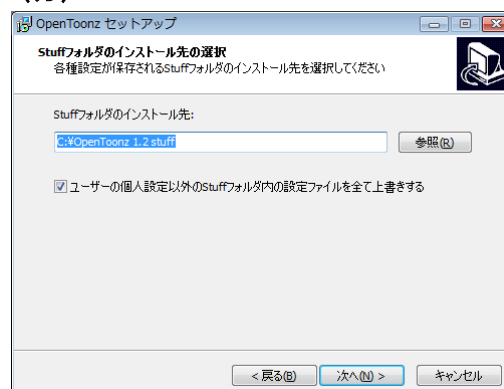 OpenToonz セットアップ
Stuffフォルダのインストール先の選択
各種設定が保存されるStuffフォルダのインストール先を選択してください
Stuffフォルダのインストール先:
C:¥OpenToonz 1.2 stuff
参照(R)
ユーザーの個人設定以外のStuffフォルダ内の設定ファイルを全て上書きする
< 戻る(B)
次へ(N) >
キャンセル